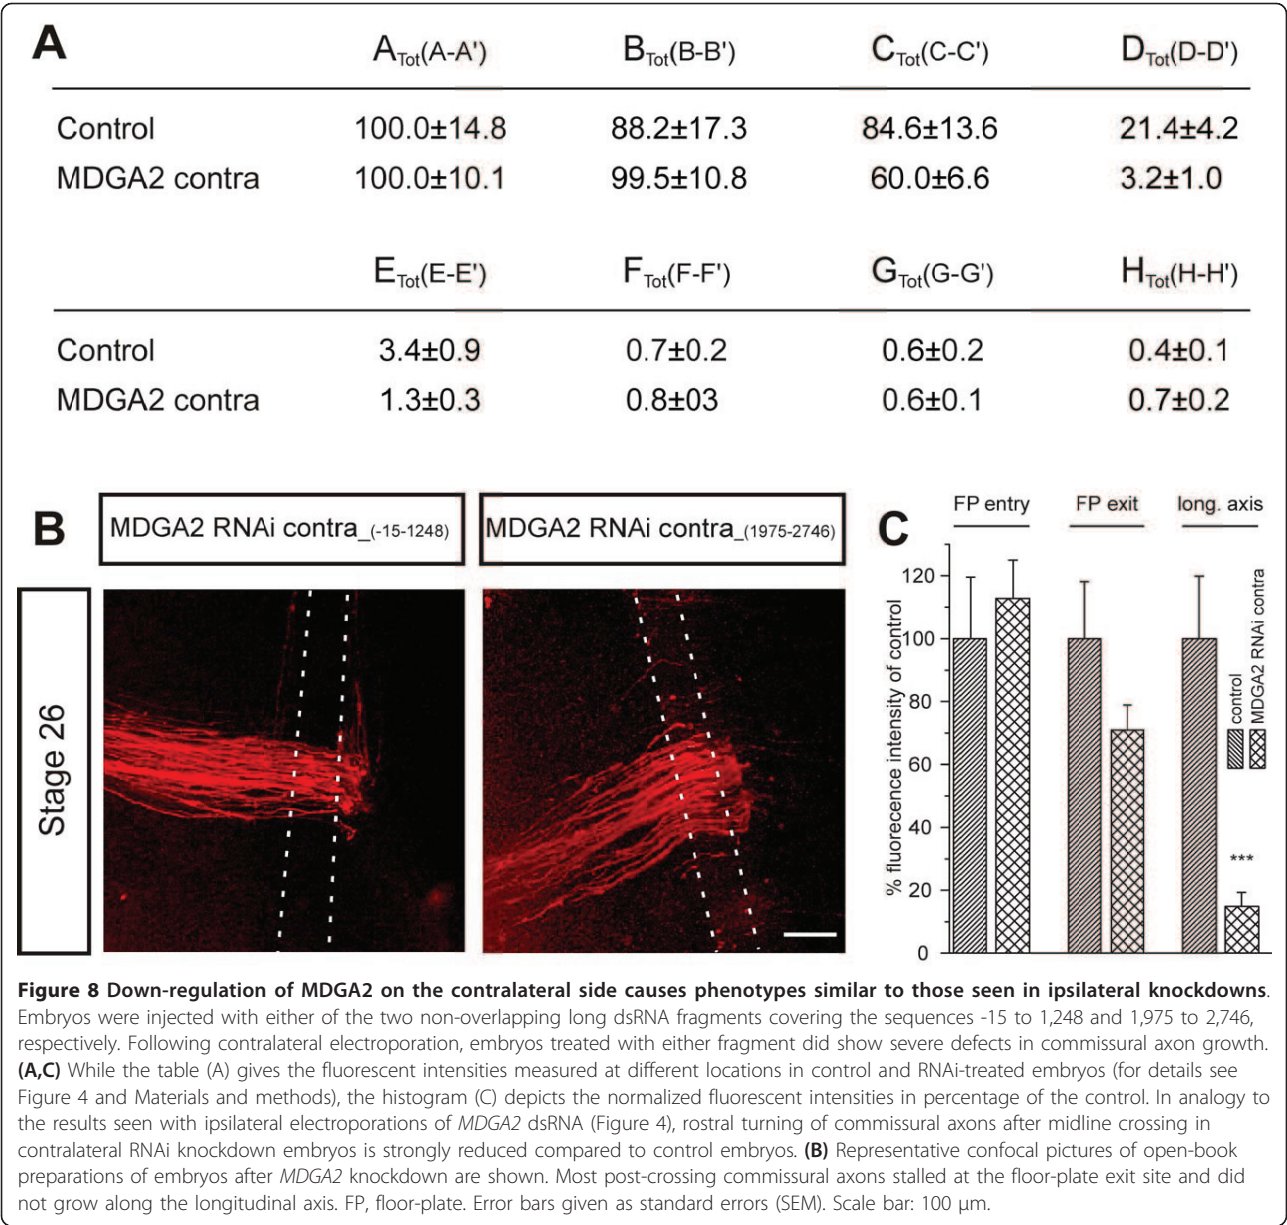 A
A_Tot(A-A') B_Tot(B-B') C_Tot(C-C') D_Tot(D-D')
Control 100.0±14.8 88.2±17.3 84.6±13.6 21.4±4.2
MDGA2 contra 100.0±10.1 99.5±10.8 60.0±6.6 3.2±1.0
E_Tot(E-E') F_Tot(F-F') G_Tot(G-G') H_Tot(H-H')
Control 3.4±0.9 0.7±0.2 0.6±0.2 0.4±0.1
MDGA2 contra 1.3±0.3 0.8±03 0.6±0.1 0.7±0.2
B
MDGA2 RNAi contra_(-15-1248)
MDGA2 RNAi contra_(1975-2746)
Stage 26
C
FP entry FP exit long. axis
% fluorecence intensity of control
120
100
80
60
40
20
0
control
MDGA2 RNAi contra
***
Figure 8 Down-regulation of MDGA2 on the contralateral side causes phenotypes similar to those seen in ipsilateral knockdowns.
Embryos were injected with either of the two non-overlapping long dsRNA fragments covering the sequences -15 to 1,248 and 1,975 to 2,746,
respectively. Following contralateral electroporation, embryos treated with either fragment did show severe defects in commissural axon growth.
(A,C) While the table (A) gives the fluorescent intensities measured at different locations in control and RNAi-treated embryos (for details see
Figure 4 and Materials and methods), the histogram (C) depicts the normalized fluorescent intensities in percentage of the control. In analogy to
the results seen with ipsilateral electroporations of MDGA2 dsRNA (Figure 4), rostral turning of commissural axons after midline crossing in
contralateral RNAi knockdown embryos is strongly reduced compared to control embryos. (B) Representative confocal pictures of open-book
preparations of embryos after MDGA2 knockdown are shown. Most post-crossing commissural axons stalled at the floor-plate exit site and did
not grow along the longitudinal axis. FP, floor-plate. Error bars given as standard errors (SEM). Scale bar: 100 μm.